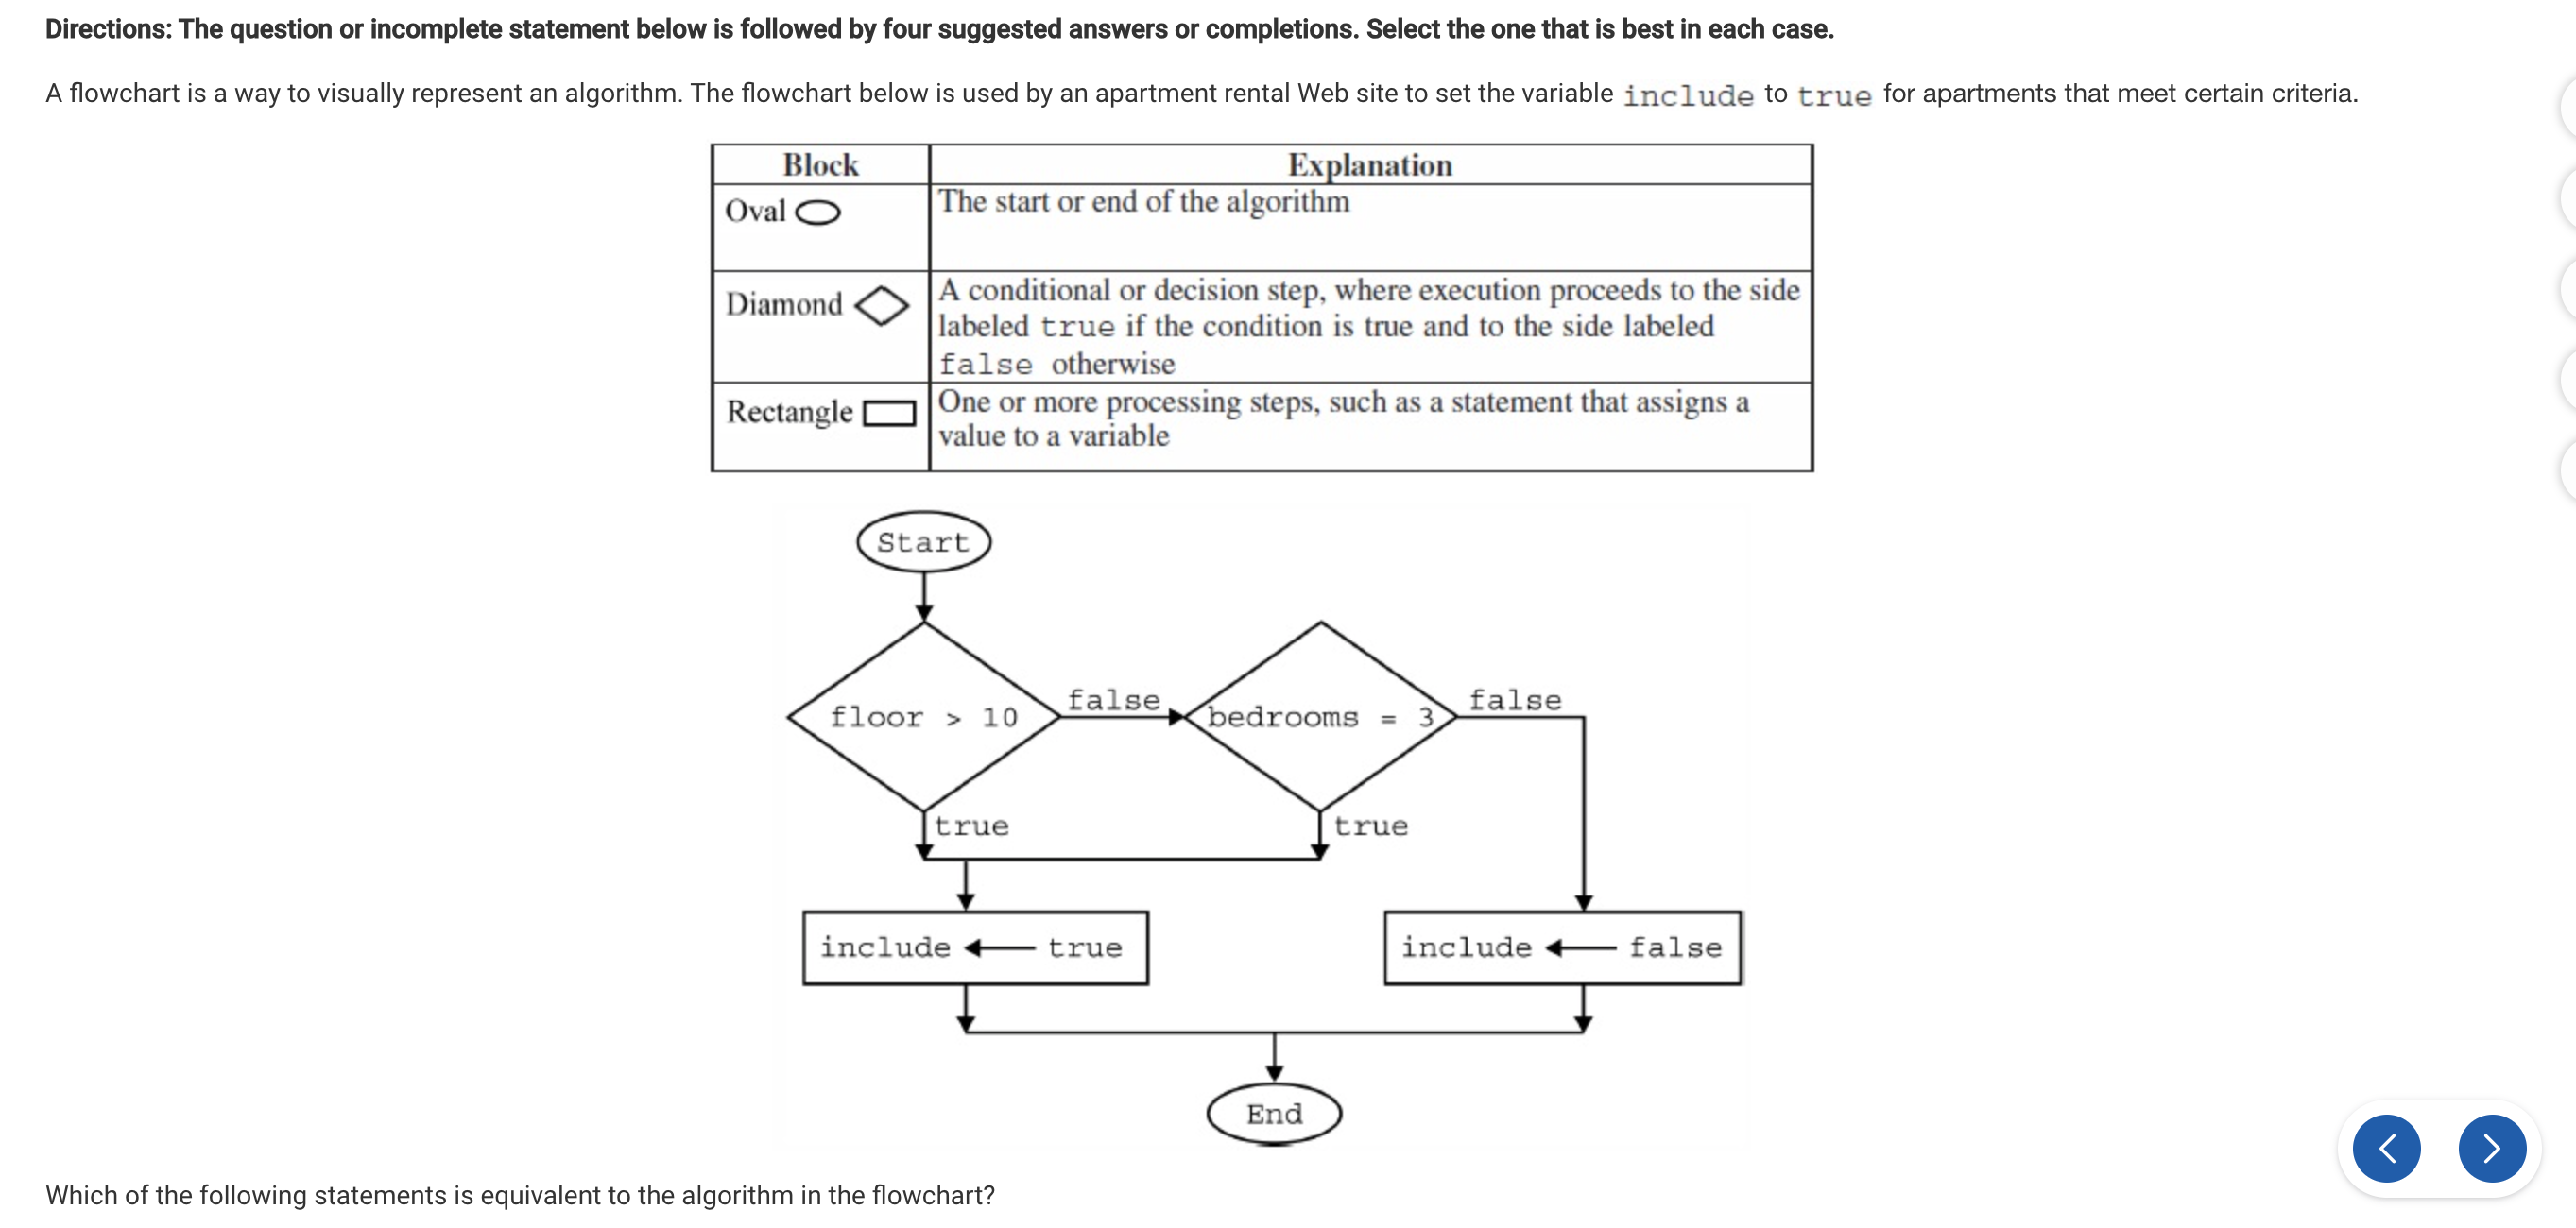 Directions: The question or incomplete statement below is followed by four suggested answers or completions. Select the one that is best in each case.
A flowchart is a way to visually represent an algorithm. The flowchart below is used by an apartment rental Web site to set the variable include to true for apartments that meet certain criteria.
Block Explanation
Oval The start or end of the algorithm
Diamond A conditional or decision step, where execution proceeds to the side
labeled true if the condition is true and to the side labeled
false otherwise
Rectangle One or more processing steps, such as a statement that assigns a
value to a variable
Start
floor > 10 false bedrooms = 3 false
true true
include ← true include ← false
End
Which of the following statements is equivalent to the algorithm in the flowchart?